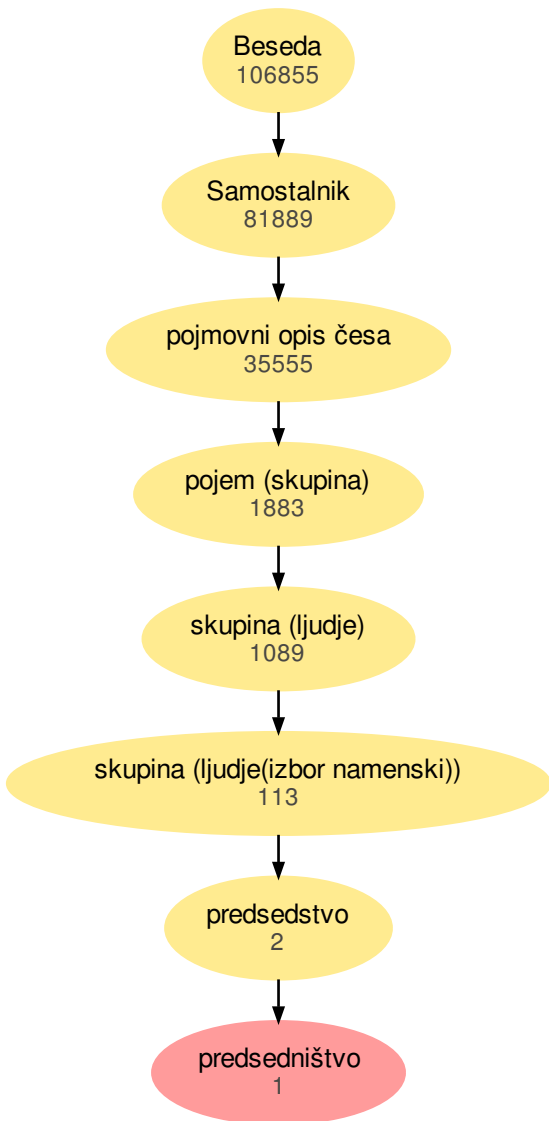 Beseda
106855
Samostalnik
81889
pojmovni opis česa
35555
pojem (skupina)
1883
skupina (ljudje)
1089
skupina (ljudje(izbor namenski))
113
predsedstvo
2
predsedništvo
1